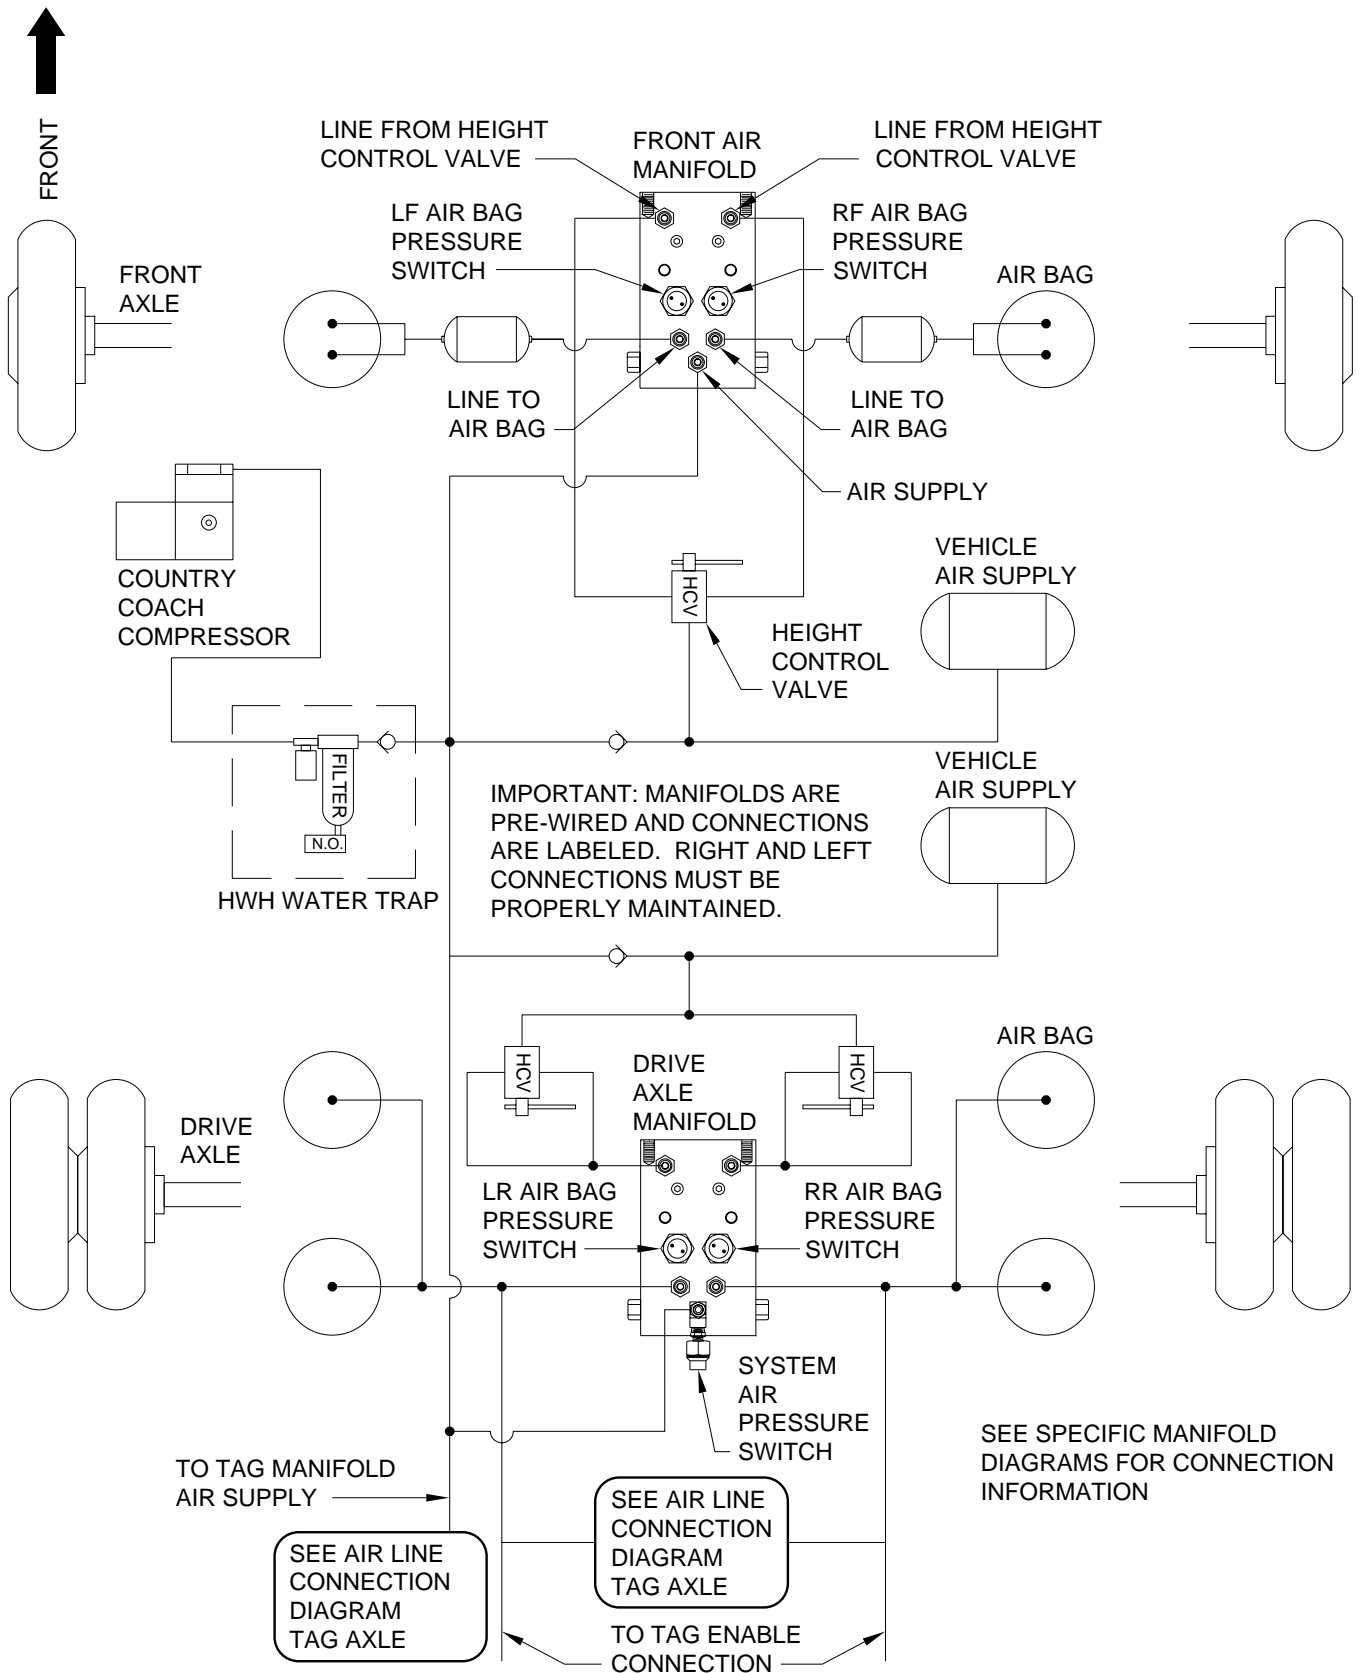 FRONT
LINE FROM HEIGHT
CONTROL VALVE
FRONT AIR
MANIFOLD
LINE FROM HEIGHT
CONTROL VALVE
LF AIR BAG
PRESSURE
SWITCH
RF AIR BAG
PRESSURE
SWITCH
FRONT
AXLE
AIR BAG
LINE TO
AIR BAG
LINE TO
AIR BAG
AIR SUPPLY
COUNTRY
COACH
COMPRESSOR
HCV
HEIGHT
CONTROL
VALVE
VEHICLE
AIR SUPPLY
FILTER
N.O.
HWH WATER TRAP
IMPORTANT: MANIFOLDS ARE
PRE-WIRED AND CONNECTIONS
ARE LABELED. RIGHT AND LEFT
CONNECTIONS MUST BE
PROPERLY MAINTAINED.
VEHICLE
AIR SUPPLY
HCV
DRIVE
AXLE
MANIFOLD
HCV
AIR BAG
DRIVE
AXLE
LR AIR BAG
PRESSURE
SWITCH
RR AIR BAG
PRESSURE
SWITCH
SYSTEM
AIR
PRESSURE
SWITCH
SEE SPECIFIC MANIFOLD
DIAGRAMS FOR CONNECTION
INFORMATION
TO TAG MANIFOLD
AIR SUPPLY
SEE AIR LINE
CONNECTION
DIAGRAM
TAG AXLE
SEE AIR LINE
CONNECTION
DIAGRAM
TAG AXLE
TO TAG ENABLE
CONNECTION